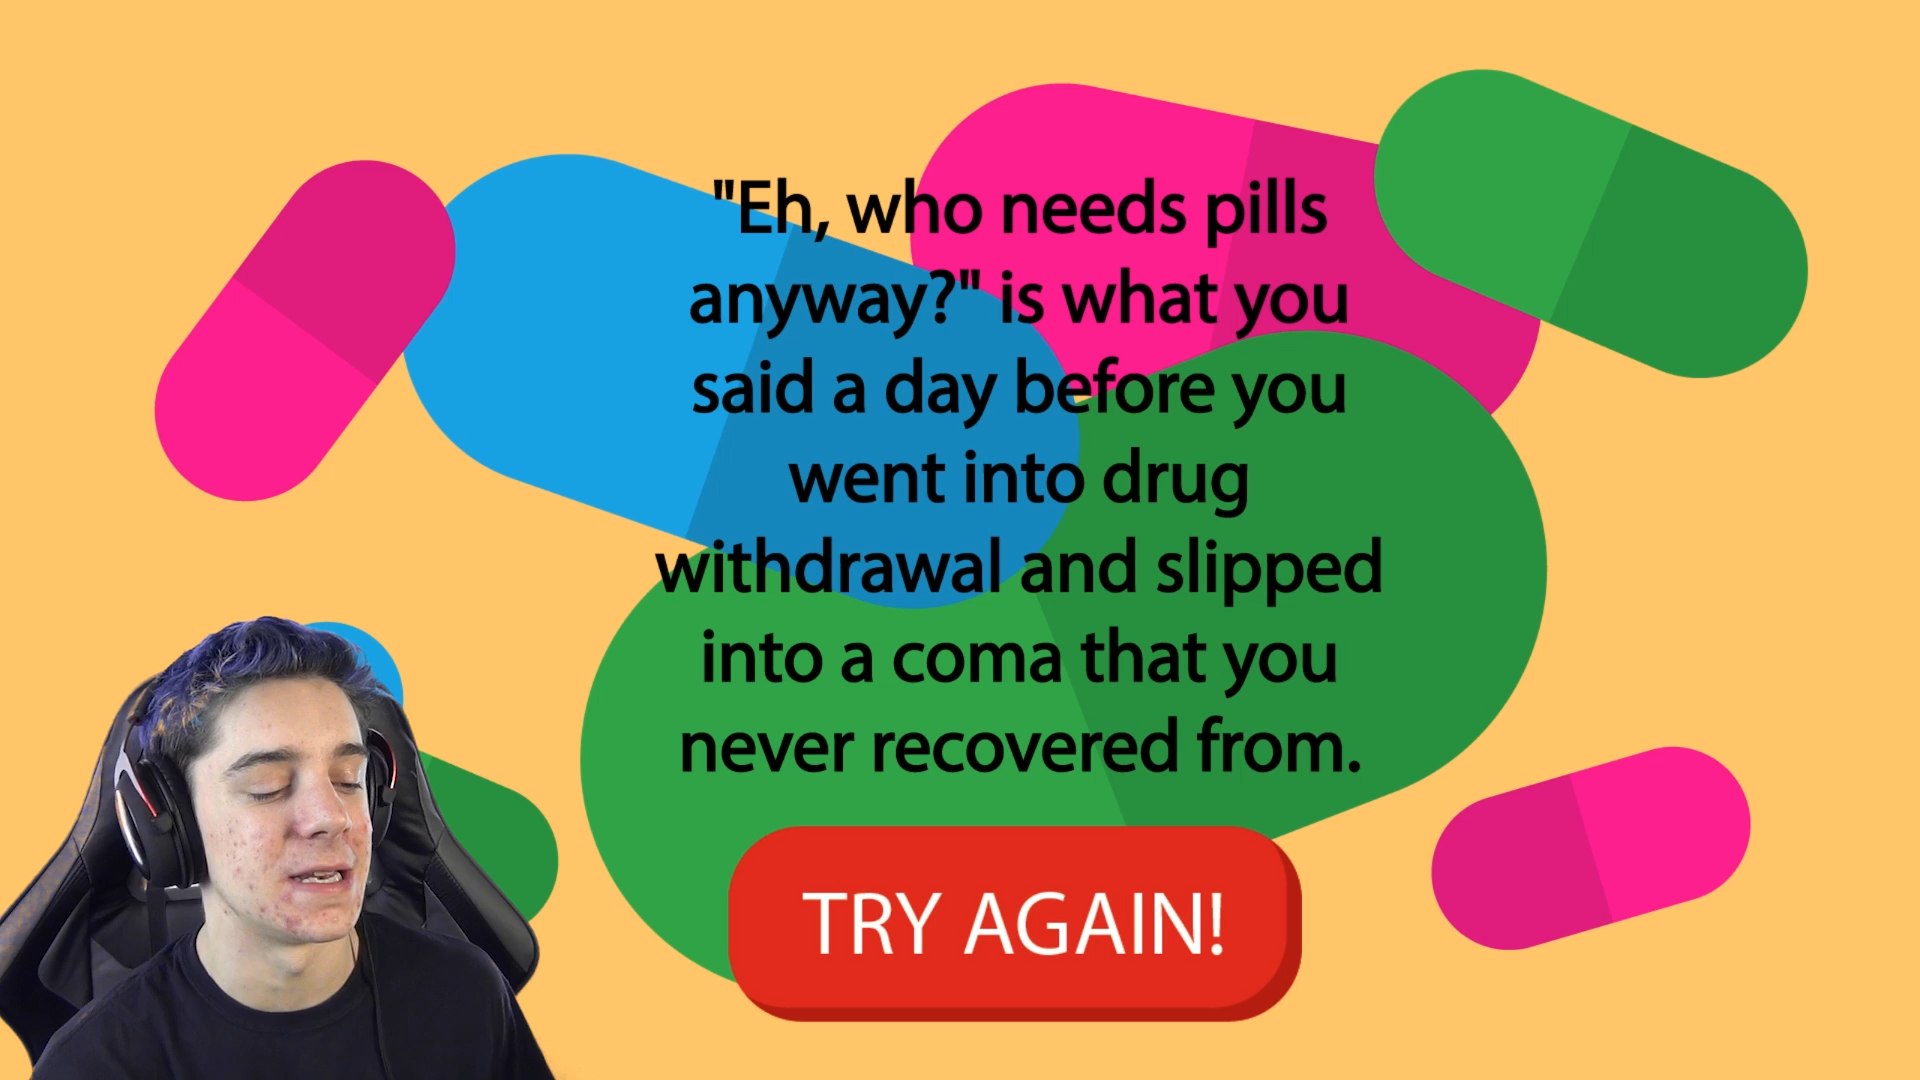 "Eh, who needs pills
anyway?" is what you
said a day before you
went into drug
withdrawal and slipped
into a coma that you
never recovered from.
TRY AGAIN!